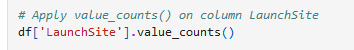 # Apply value_counts() on column LaunchSite
df['LaunchSite'].value_counts()